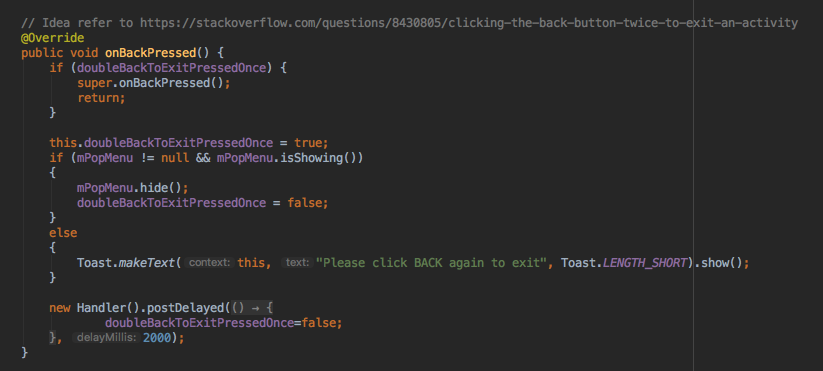 // Idea refer to https://stackoverflow.com/questions/8430805/clicking-the-back-button-twice-to-exit-an-activity
@Override
public void onBackPressed() {
if (doubleBackToExitPressedOnce) {
super.onBackPressed();
return;
}
this.doubleBackToExitPressedOnce = true;
if (mPopMenu != null && mPopMenu.isShowing())
{
mPopMenu.hide();
doubleBackToExitPressedOnce = false;
}
else
{
Toast.makeText( context: this, text: "Please click BACK again to exit", Toast.LENGTH_SHORT).show();
}
new Handler().postDelayed(() → {
doubleBackToExitPressedOnce=false;
}, delayMillis: 2000);
}